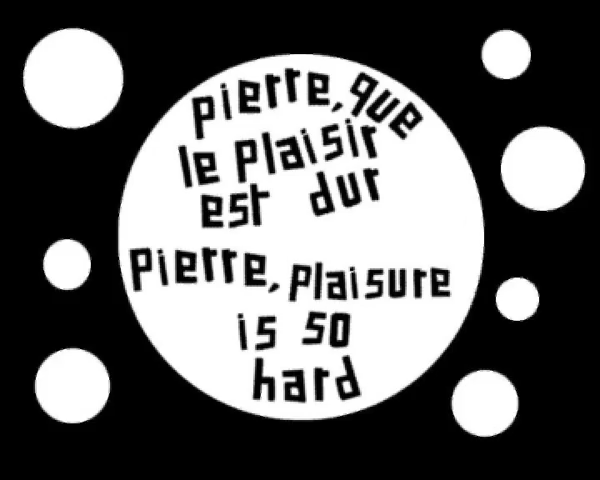 pierre, que
le plaisir
est dur
Pierre, plaisure
is so
hard